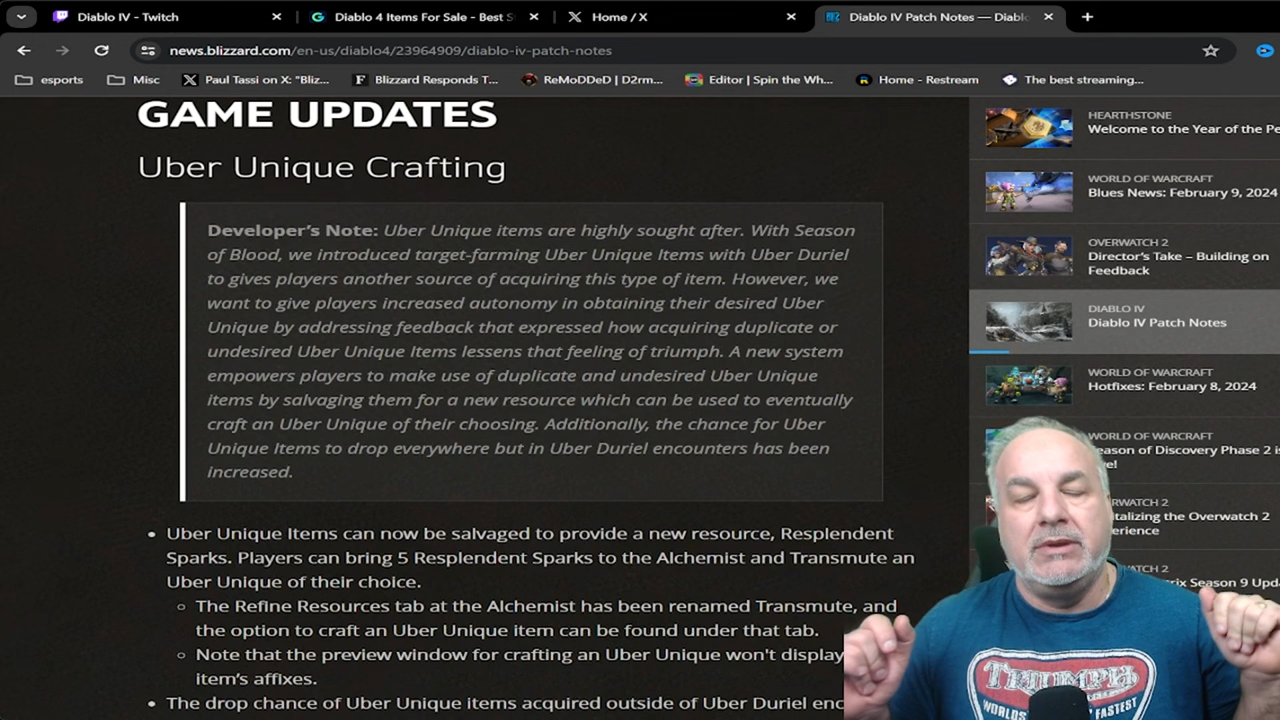 Diablo IV - Twitch
Diablo 4 Items For Sale - Best S
Home / X
Diablo IV Patch Notes — Diablo
news.blizzard.com/en-us/diablo4/23964909/diablo-iv-patch-notes
esports
Misc
Paul Tassi on X: "Bliz...
Blizzard Responds T...
ReMoDDeD | D2rm...
Editor | Spin the Wh...
Home - Restream
The best streaming...
GAME UPDATES
Uber Unique Crafting
Developer's Note: Uber Unique items are highly sought after. With Season
of Blood, we introduced target-farming Uber Unique Items with Uber Duriel
to gives players another source of acquiring this type of item. However, we
want to give players increased autonomy in obtaining their desired Uber
Unique by addressing feedback that expressed how acquiring duplicate or
undesired Uber Unique Items lessens that feeling of triumph. A new system
empowers players to make use of duplicate and undesired Uber Unique
items by salvaging them for a new resource which can be used to eventually
craft an Uber Unique of their choosing. Additionally, the chance for Uber
Unique Items to drop everywhere but in Uber Duriel encounters has been
increased.
• Uber Unique Items can now be salvaged to provide a new resource, Resplendent
Sparks. Players can bring 5 Resplendent Sparks to the Alchemist and Transmute an
Uber Unique of their choice.
The Refine Resources tab at the Alchemist has been renamed Transmute, and
the option to craft an Uber Unique item can be found under that tab.
Note that the preview window for crafting an Uber Unique won't display
item's affixes.
• The drop chance of Uber Unique items acquired outside of Uber Duriel enc
HEARTHSTONE
Welcome to the Year of the Pe
WORLD OF WARCRAFT
Blues News: February 9, 2024
OVERWATCH 2
Director's Take – Building on
Feedback
DIABLO IV
Diablo IV Patch Notes
WORLD OF WARCRAFT
Hotfixes: February 8, 2024
WORLD OF WARCRAFT
eason of Discovery Phase 2 is
e!
RWATCH 2
talizing the Overwatch 2
erience
CH 2
rix Season 9 Upda
TRIUMPH
WORLDS
FASTEST